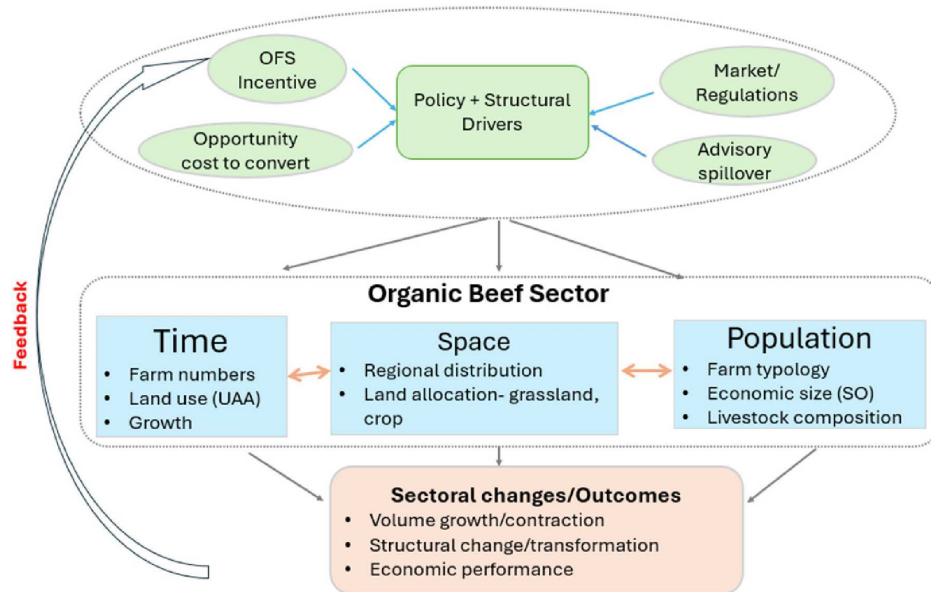 OFS
Incentive
Opportunity
cost to convert
Policy + Structural
Drivers
Market/
Regulations
Advisory
spillover
Feedback
Organic Beef Sector
Time
• Farm numbers
• Land use (UAA)
• Growth
Space
• Regional distribution
• Land allocation- grassland,
crop
Population
• Farm typology
• Economic size (SO)
• Livestock composition
Sectoral changes/Outcomes
• Volume growth/contraction
• Structural change/transformation
• Economic performance